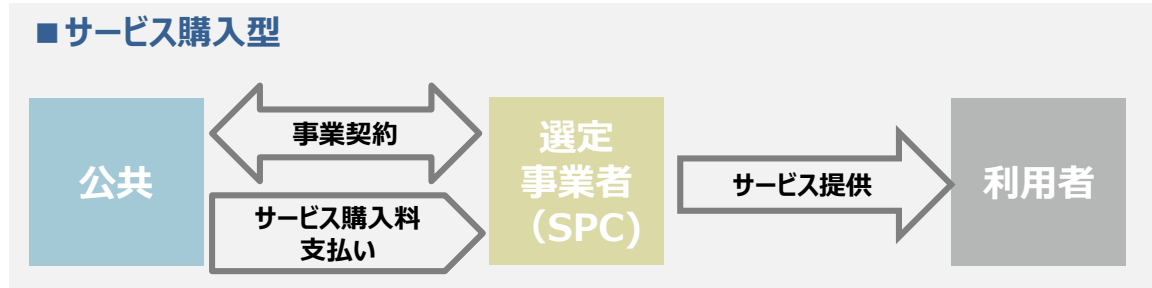 ■サービス購入型
公共
事業契約
サービス購入料
支払い
選定
事業者
（SPC)
サービス提供
利用者